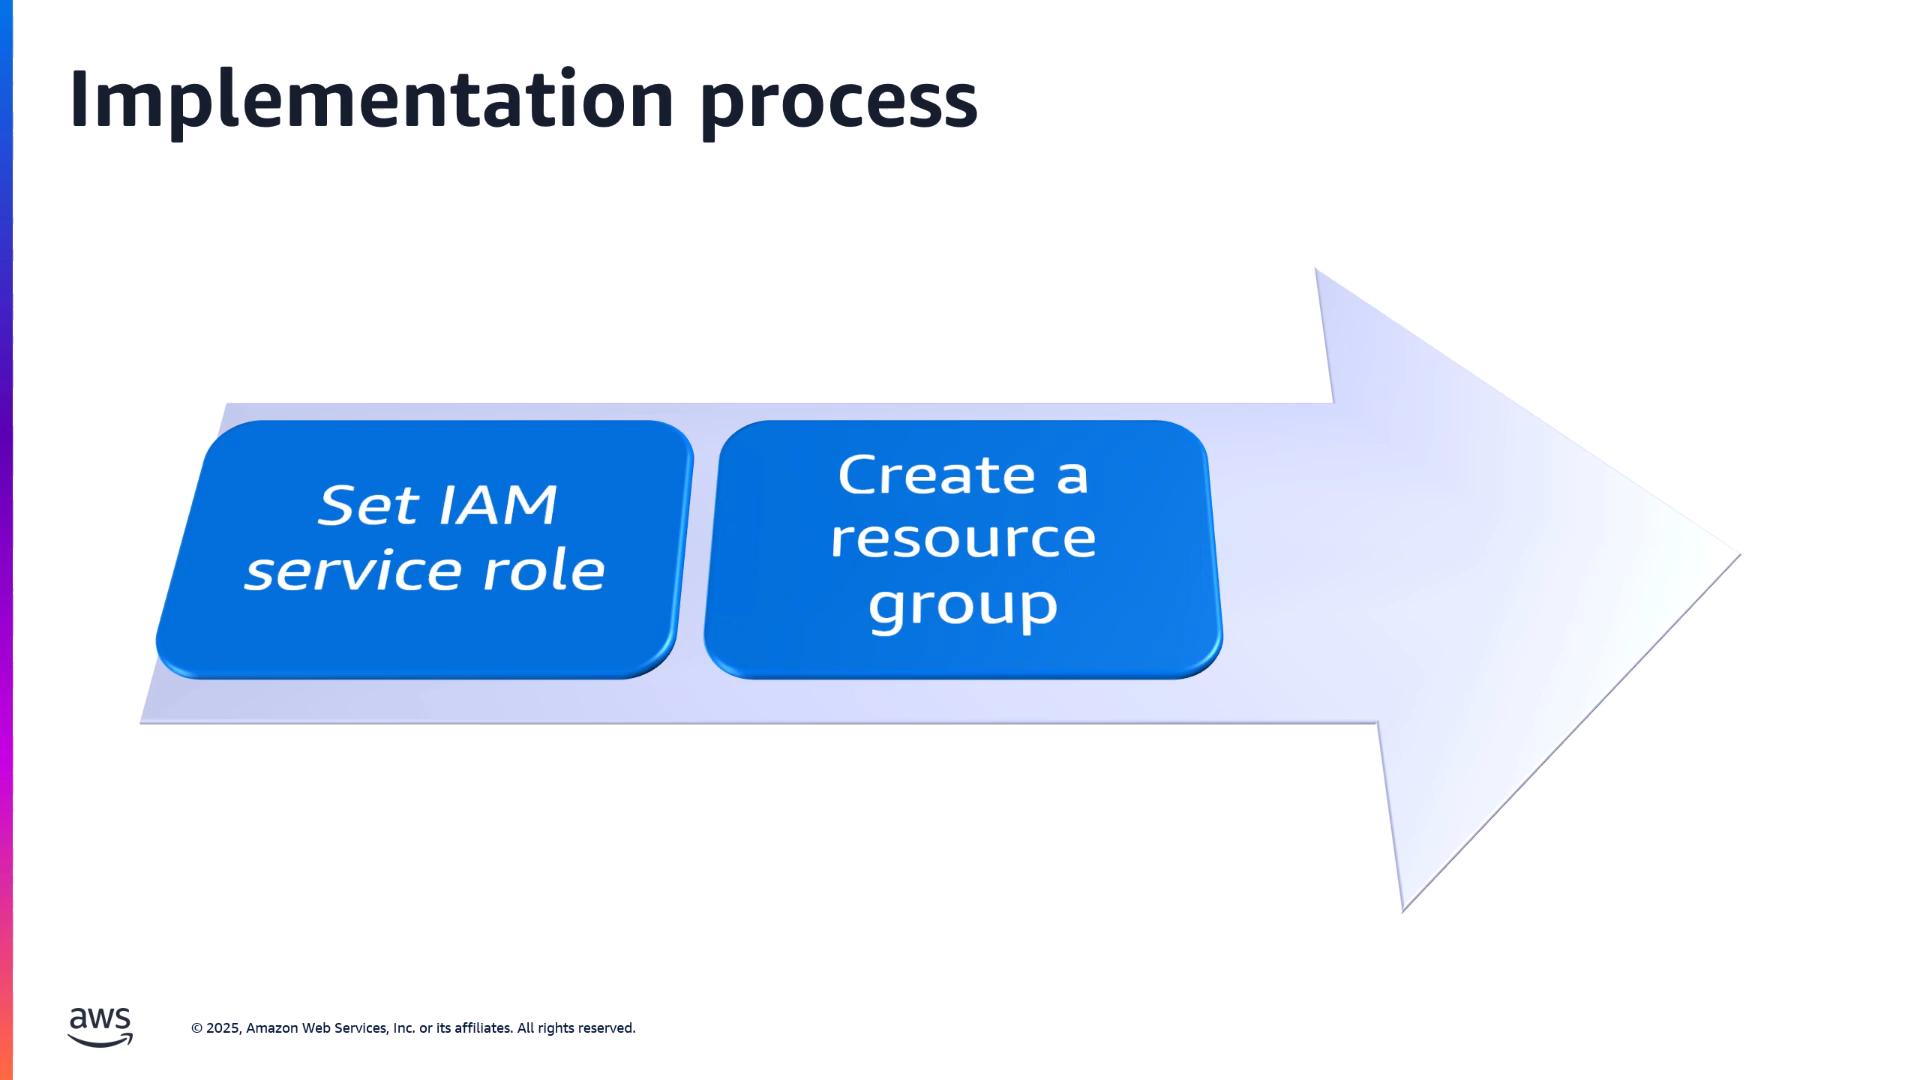 Implementation process
Set IAM
service role
Create a
resource
group
aws
© 2025, Amazon Web Services, Inc. or its affiliates. All rights reserved.